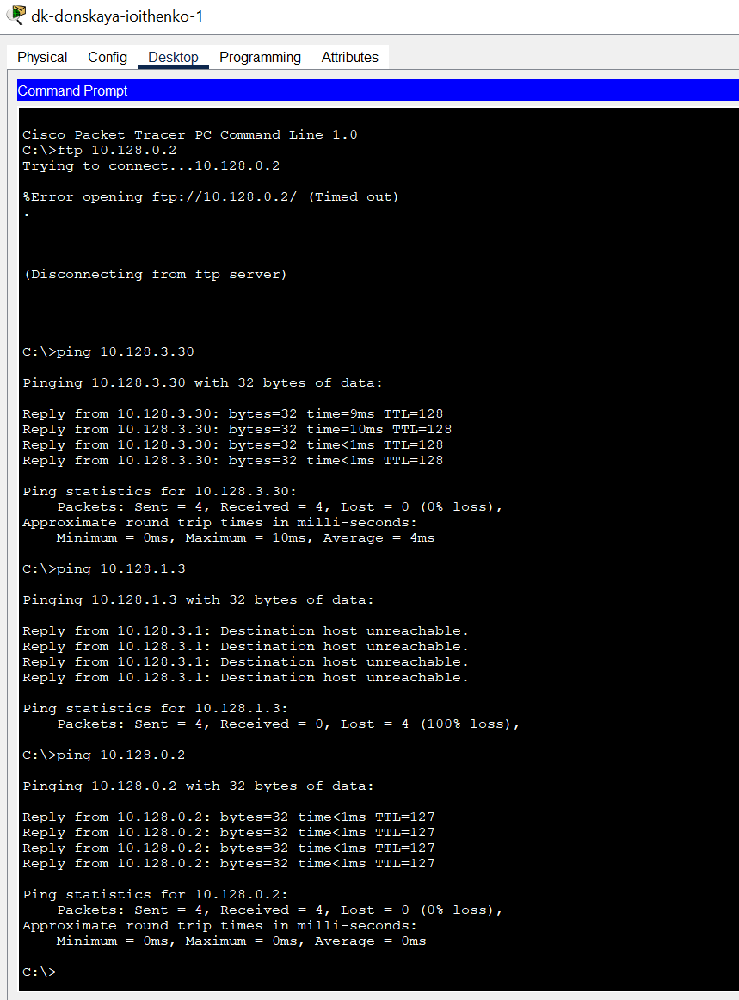 dk-donskaya-ioithenko-1
Physical Config Desktop Programming Attributes
Command Prompt
Cisco Packet Tracer PC Command Line 1.0
C:\>ftp 10.128.0.2
Trying to connect...10.128.0.2
%Error opening ftp://10.128.0.2/ (Timed out)
.
(Disconnecting from ftp server)
C:\>ping 10.128.3.30
Pinging 10.128.3.30 with 32 bytes of data:
Reply from 10.128.3.30: bytes=32 time=9ms TTL=128
Reply from 10.128.3.30: bytes=32 time=10ms TTL=128
Reply from 10.128.3.30: bytes=32 time<1ms TTL=128
Reply from 10.128.3.30: bytes=32 time<1ms TTL=128
Ping statistics for 10.128.3.30:
    Packets: Sent = 4, Received = 4, Lost = 0 (0% loss),
Approximate round trip times in milli-seconds:
    Minimum = 0ms, Maximum = 10ms, Average = 4ms
C:\>ping 10.128.1.3
Pinging 10.128.1.3 with 32 bytes of data:
Reply from 10.128.3.1: Destination host unreachable.
Reply from 10.128.3.1: Destination host unreachable.
Reply from 10.128.3.1: Destination host unreachable.
Reply from 10.128.3.1: Destination host unreachable.
Ping statistics for 10.128.1.3:
    Packets: Sent = 4, Received = 0, Lost = 4 (100% loss),
C:\>ping 10.128.0.2
Pinging 10.128.0.2 with 32 bytes of data:
Reply from 10.128.0.2: bytes=32 time<1ms TTL=127
Reply from 10.128.0.2: bytes=32 time<1ms TTL=127
Reply from 10.128.0.2: bytes=32 time<1ms TTL=127
Reply from 10.128.0.2: bytes=32 time<1ms TTL=127
Ping statistics for 10.128.0.2:
    Packets: Sent = 4, Received = 4, Lost = 0 (0% loss),
Approximate round trip times in milli-seconds:
    Minimum = 0ms, Maximum = 0ms, Average = 0ms
C:\>